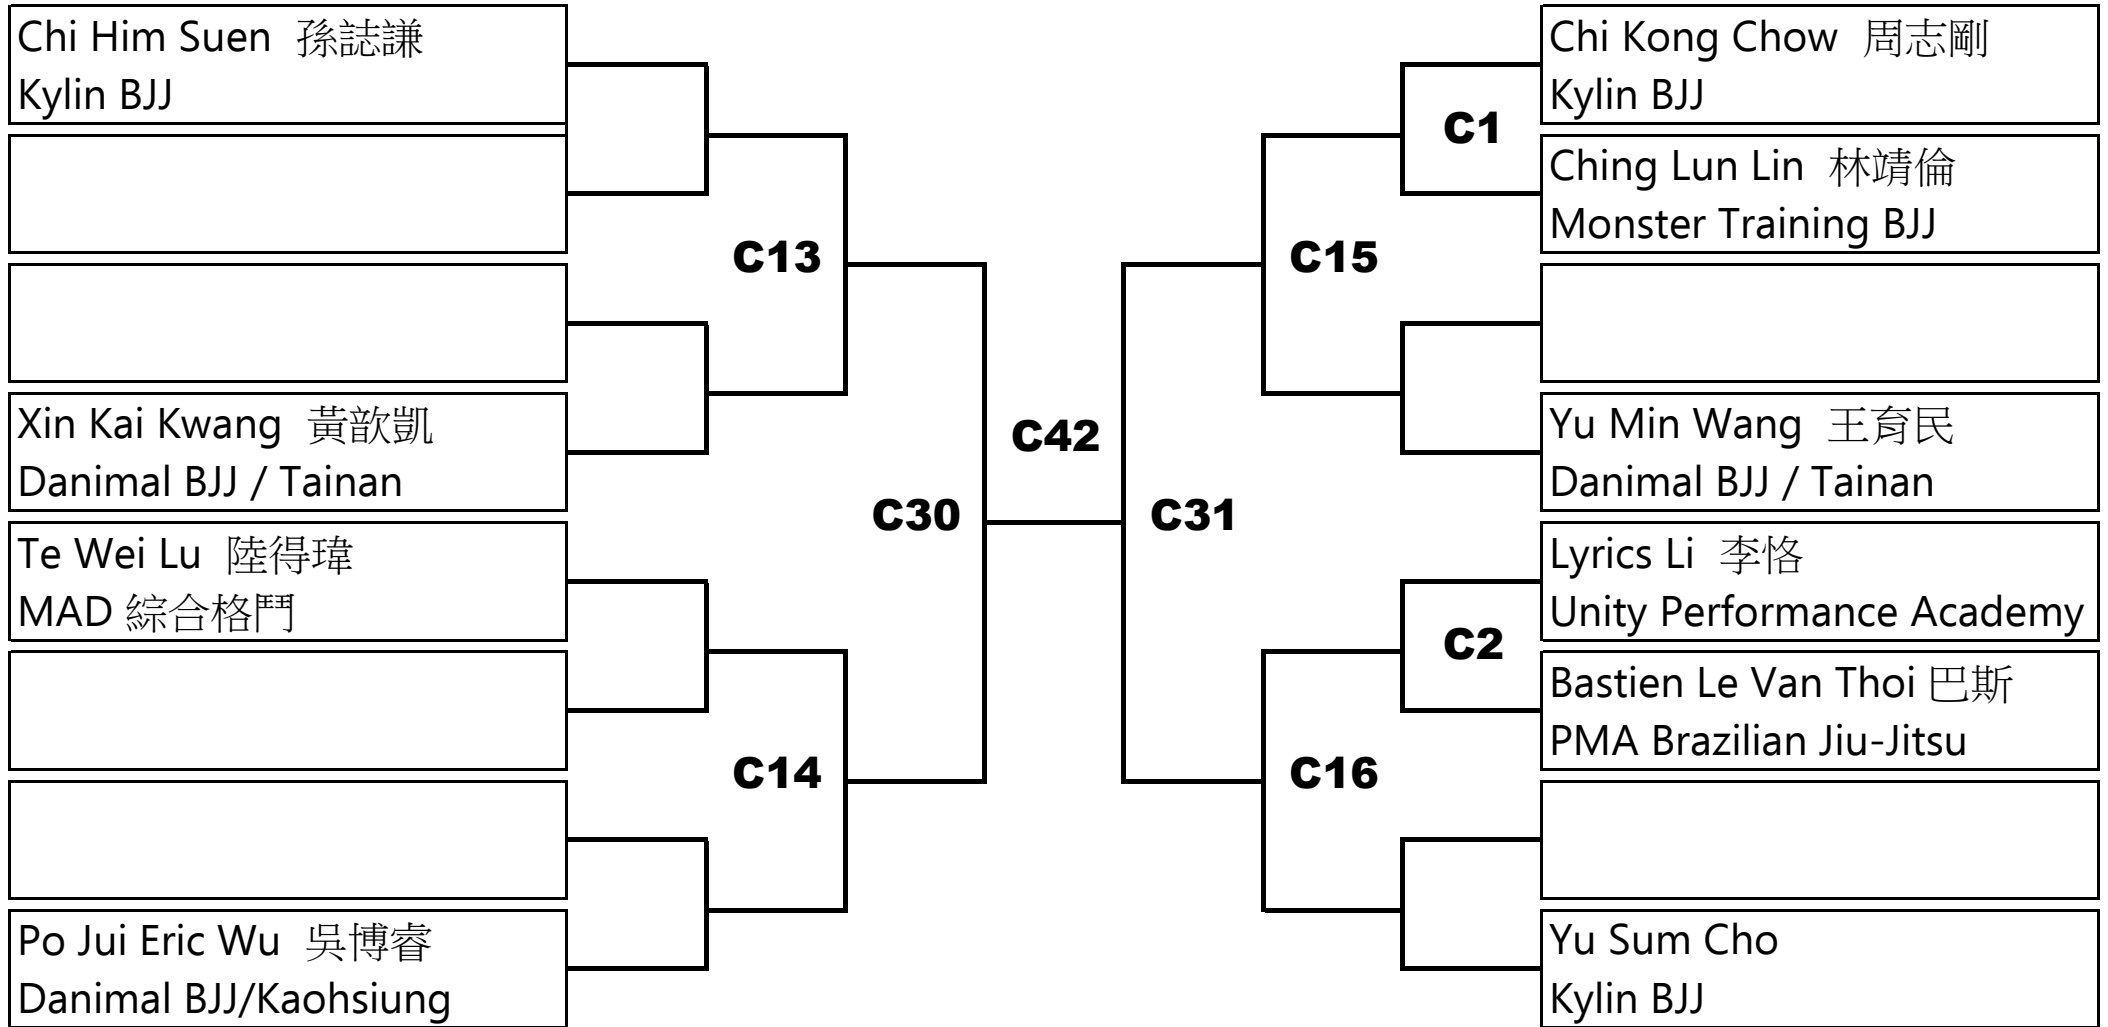 Chi Him Suen 孫誌謙
Kylin BJJ
Xin Kai Kwang 黃歆凱
Danimal BJJ / Tainan
Te Wei Lu 陸得瑋
MAD 綜合格鬥
Po Jui Eric Wu 吳博睿
Danimal BJJ/Kaohsiung
C13
C14
C30
C42
C31
C15
C16
C1
C2
Chi Kong Chow 周志剛
Kylin BJJ
Ching Lun Lin 林靖倫
Monster Training BJJ
Yu Min Wang 王育民
Danimal BJJ / Tainan
Lyrics Li 李恪
Unity Performance Academy
Bastien Le Van Thoi 巴斯
PMA Brazilian Jiu-Jitsu
Yu Sum Cho
Kylin BJJ